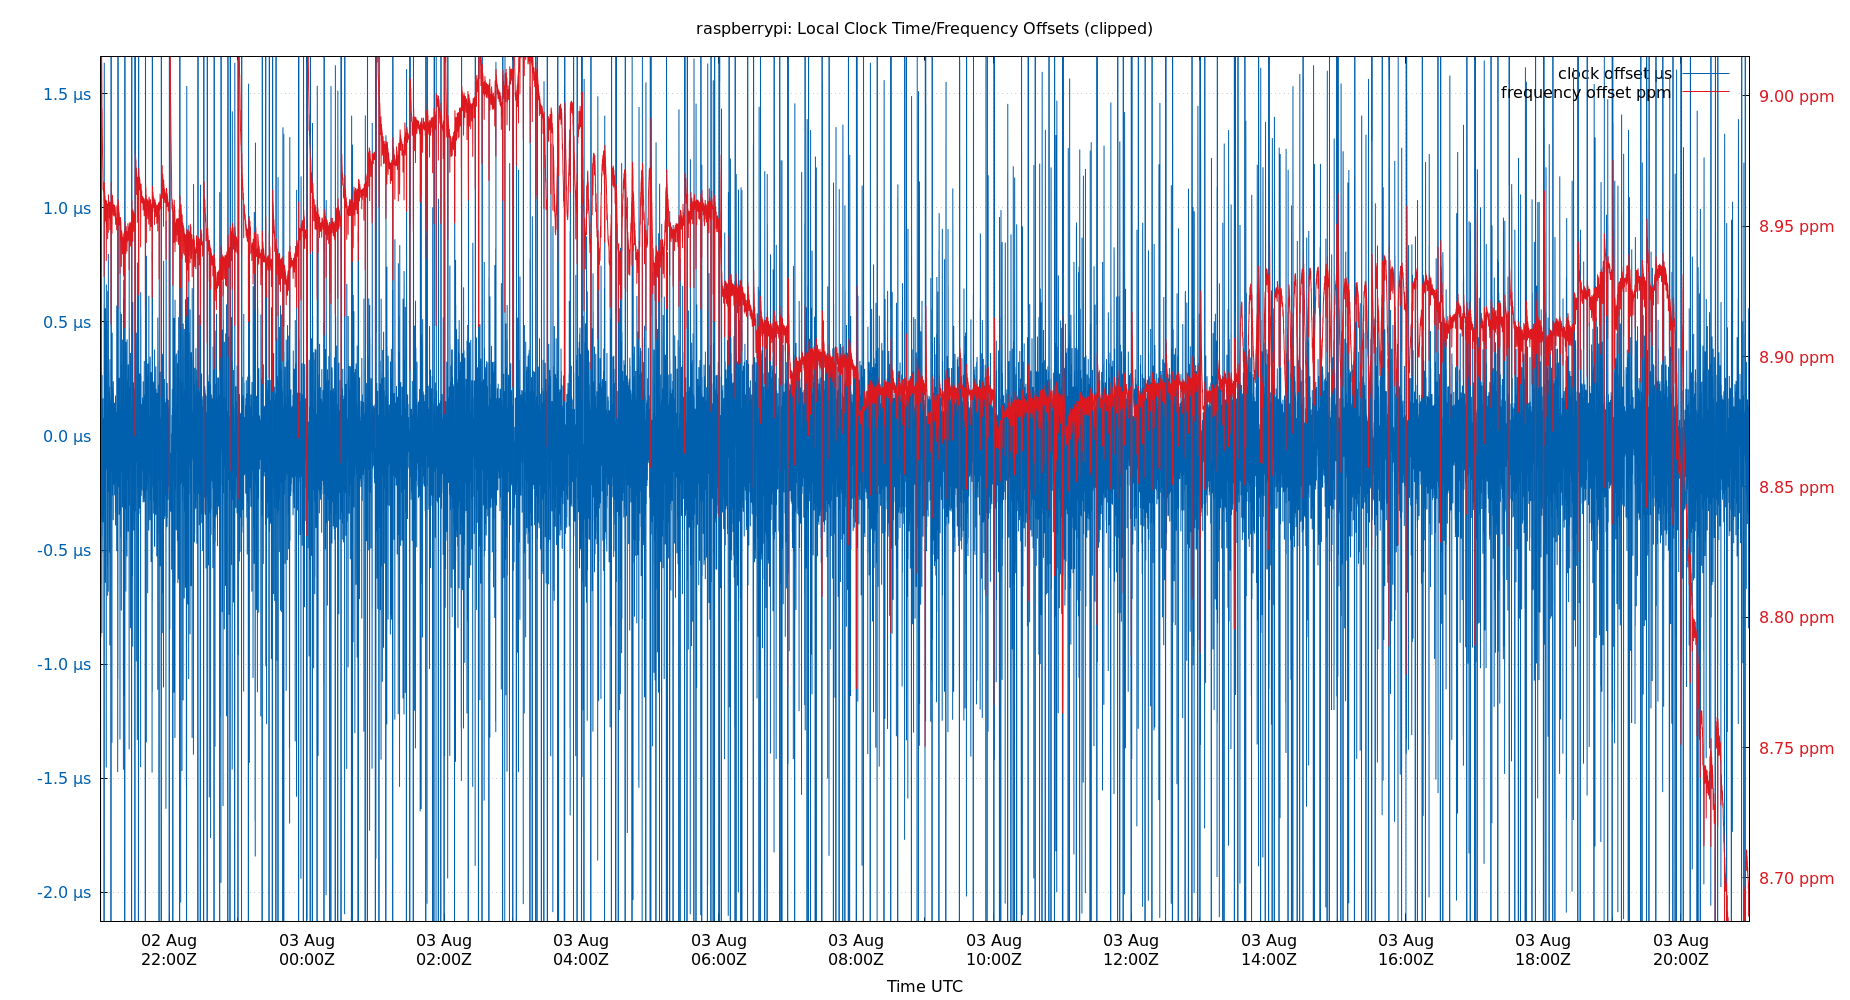 raspberrypi: Local Clock Time/Frequency Offsets (clipped)
clock offset µs
frequency offset ppm
1.5 µs
1.0 µs
0.5 µs
0.0 µs
-0.5 µs
-1.0 µs
-1.5 µs
-2.0 µs
9.00 ppm
8.95 ppm
8.90 ppm
8.85 ppm
8.80 ppm
8.75 ppm
8.70 ppm
02 Aug 03 Aug 03 Aug 03 Aug 03 Aug 03 Aug 03 Aug 03 Aug 03 Aug 03 Aug 03 Aug 03 Aug
22:00Z 00:00Z 02:00Z 04:00Z 06:00Z 08:00Z 10:00Z 12:00Z 14:00Z 16:00Z 18:00Z 20:00Z
Time UTC